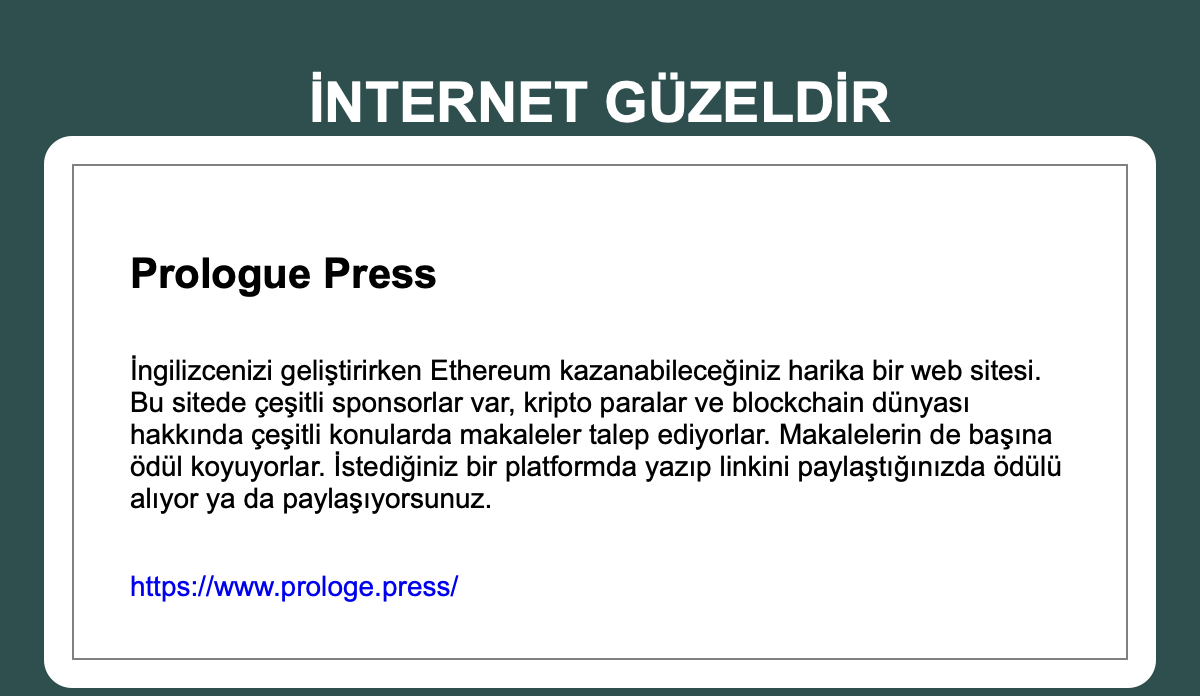 İNTERNET GÜZELDİR
Prologue Press
İngilizcenizi geliştirirken Ethereum kazanabileceğiniz harika bir web sitesi.
Bu sitede çeşitli sponsorlar var, kripto paralar ve blockchain dünyası
hakkında çeşitli konularda makaleler talep ediyorlar. Makalelerin de başına
ödül koyuyorlar. İstediğiniz bir platformda yazıp linkini paylaştığınızda ödülü
alıyor ya da paylaşıyorsunuz.
https://www.prologe.press/